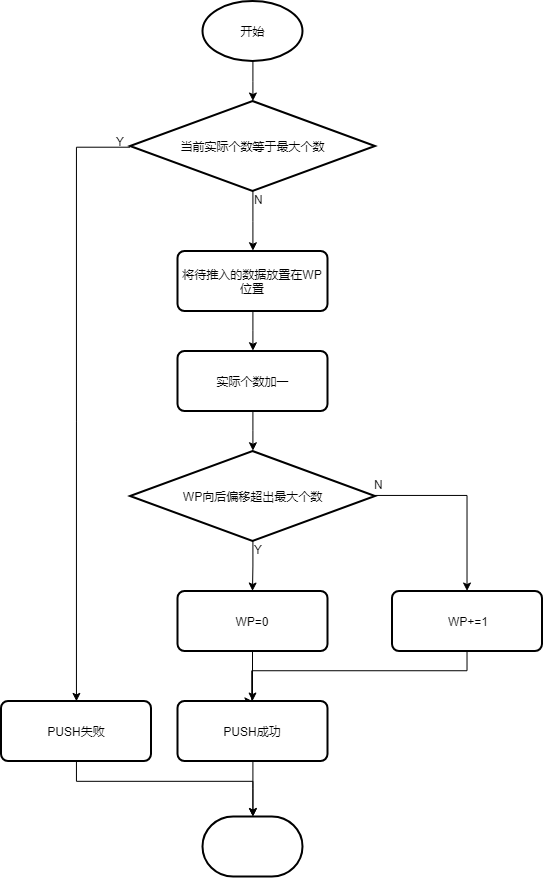 开始
当前实际个数等于最大个数
Y
N
将待推入的数据放置在WP
位置
实际个数加一
WP向后偏移超出最大个数
N
Y
WP=0
WP+=1
PUSH失败
PUSH成功